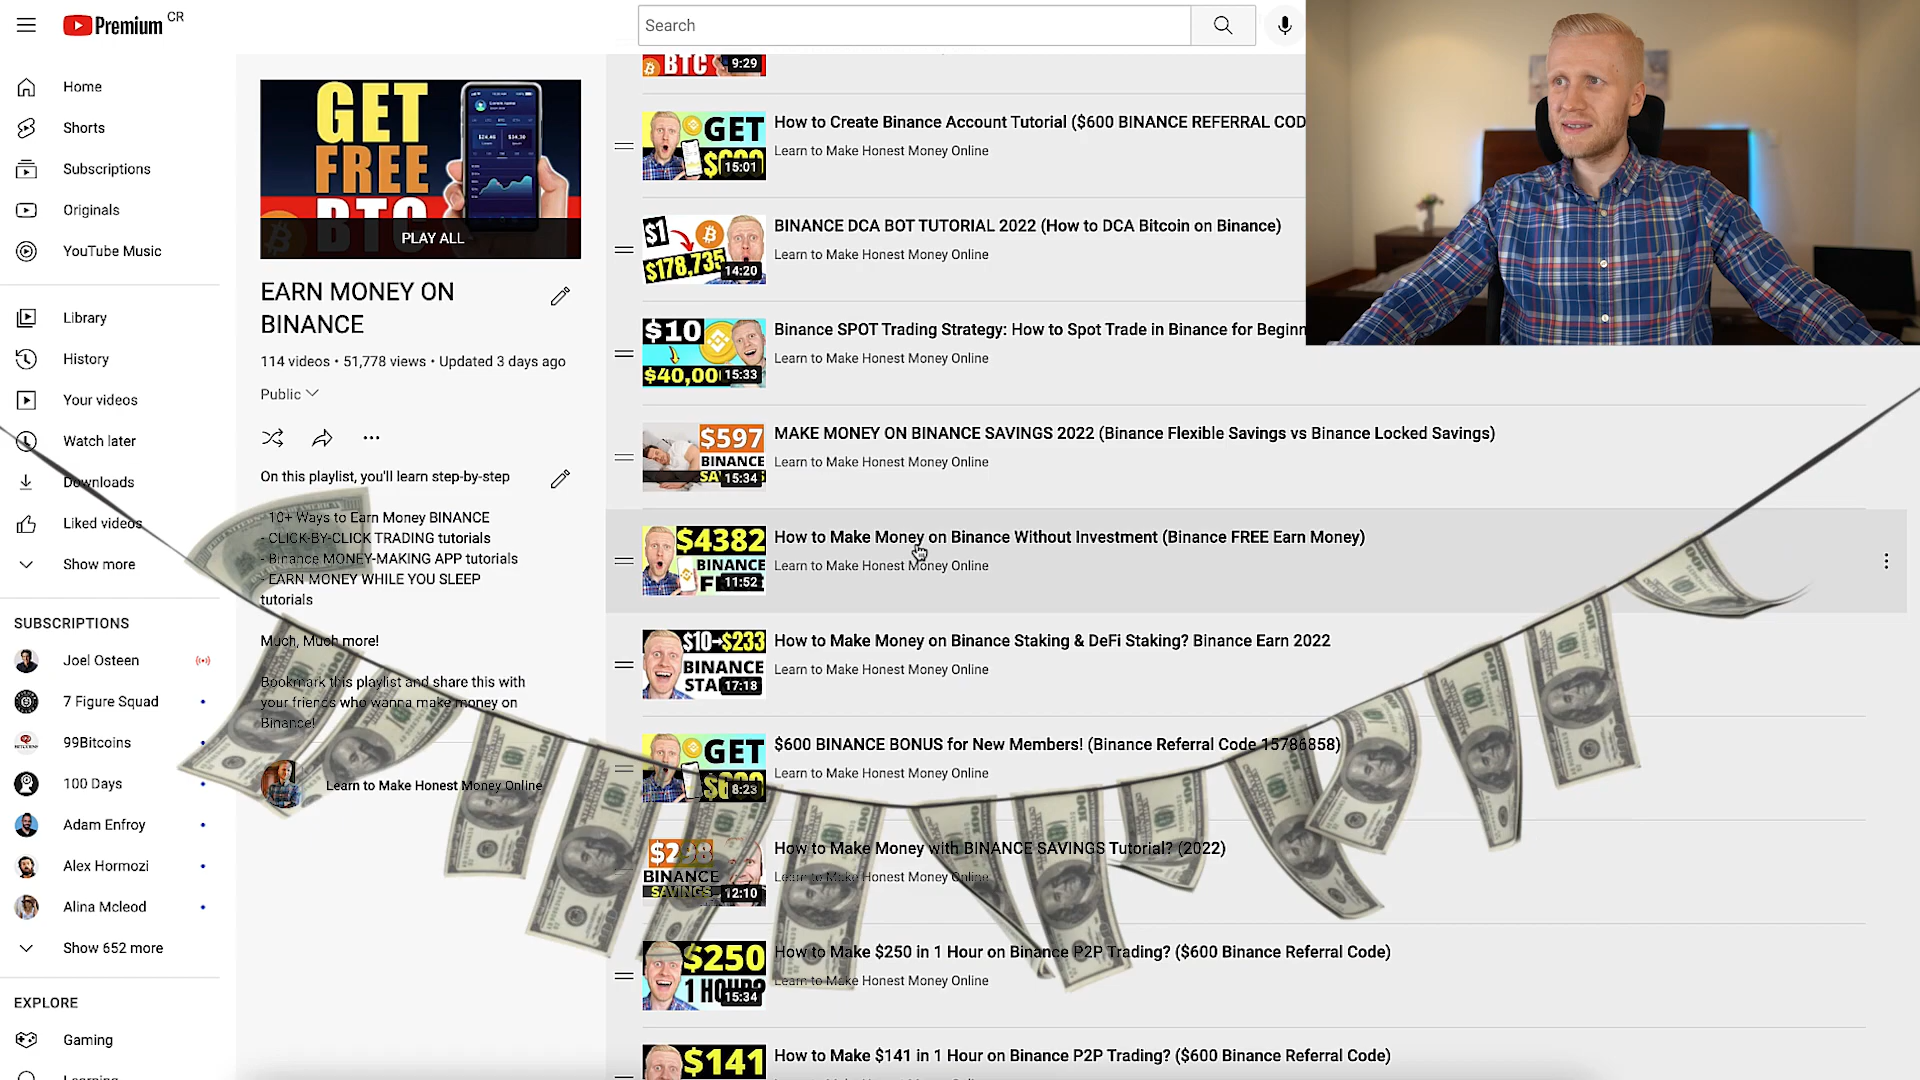 Premium CR
Search
Home
Shorts
Subscriptions
Originals
YouTube Music
Library
History
Your videos
Watch later
Downloads
Liked videos
Show more
SUBSCRIPTIONS
Joel Osteen
7 Figure Squad
99Bitcoins
100 Days
Adam Enfroy
Alex Hormozi
Alina Mcleod
Show 652 more
EXPLORE
Gaming
GET
FREE
BTC
PLAY ALL
EARN MONEY ON
BINANCE
114 videos • 51,778 views • Updated 3 days ago
Public
On this playlist, you'll learn step-by-step
- 10+ Ways to Earn Money BINANCE
- CLICK-BY-CLICK TRADING tutorials
- Binance MONEY-MAKING APP tutorials
- EARN MONEY WHILE YOU SLEEP
tutorials
Much, Much more!
Bookmark this playlist and share this with
your friends who wanna make money on
Binance!
Learn to Make Honest Money Online
BTC
9:29
GET
$600
15:01
How to Create Binance Account Tutorial ($600 BINANCE REFERRAL COD
Learn to Make Honest Money Online
$1
$178,735
14:20
BINANCE DCA BOT TUTORIAL 2022 (How to DCA Bitcoin on Binance)
Learn to Make Honest Money Online
$10
$40,00
15:33
Binance SPOT Trading Strategy: How to Spot Trade in Binance for Beginn
Learn to Make Honest Money Online
$597
BINANCE
15:34
MAKE MONEY ON BINANCE SAVINGS 2022 (Binance Flexible Savings vs Binance Locked Savings)
Learn to Make Honest Money Online
$4382
BINANCE
11:52
How to Make Money on Binance Without Investment (Binance FREE Earn Money)
Learn to Make Honest Money Online
$10→$233
BINANCE
STA
17:18
How to Make Money on Binance Staking & DeFi Staking? Binance Earn 2022
Learn to Make Honest Money Online
GET
$600
8:23
$600 BINANCE BONUS for New Members! (Binance Referral Code 15786858)
Learn to Make Honest Money Online
$298
BINANCE
SAVINGS
12:10
How to Make Money with BINANCE SAVINGS Tutorial? (2022)
Learn to Make Honest Money Online
$250
1 HOUR?
15:34
How to Make $250 in 1 Hour on Binance P2P Trading? ($600 Binance Referral Code)
Learn to Make Honest Money Online
$141
How to Make $141 in 1 Hour on Binance P2P Trading? ($600 Binance Referral Code)